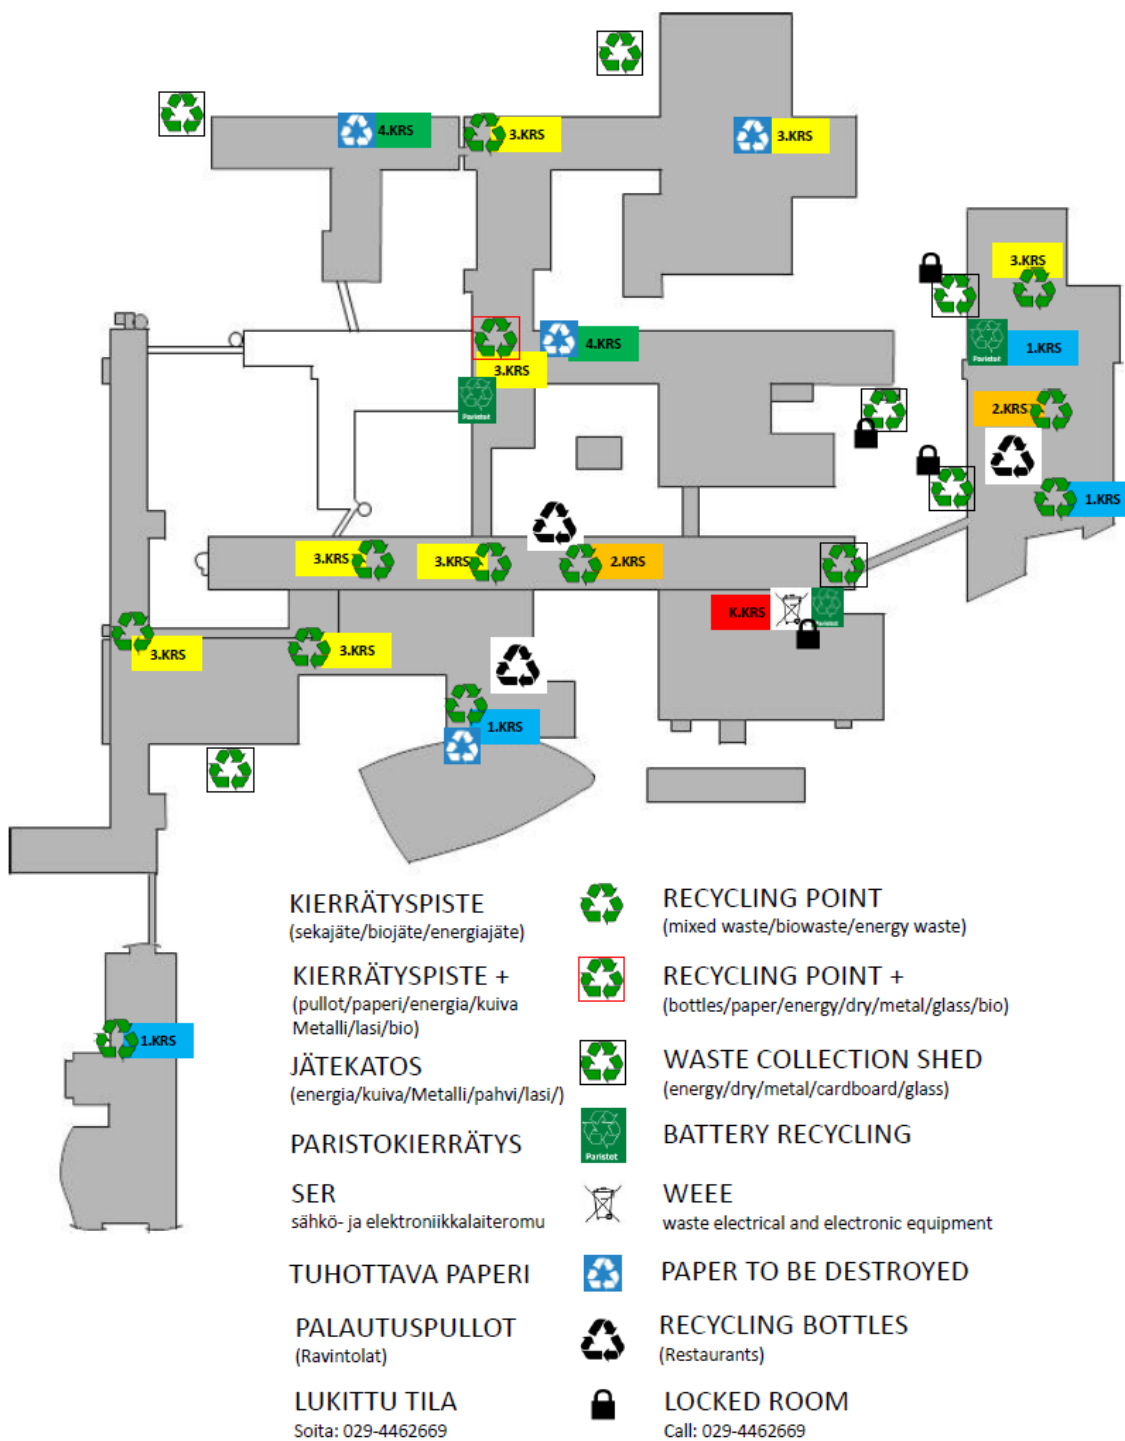 4.KRS
3.KRS
3.KRS
3.KRS
4.KRS
Paristot
1.KRS
3.KRS
Paristot
2.KRS
1.KRS
3.KRS
3.KRS
2.KRS
K.KRS
Paristot
3.KRS
3.KRS
1.KRS
1.KRS
KIERRÄTYSPISTE
(sekajäte/biojäte/energiajäte)
RECYCLING POINT
(mixed waste/biowaste/energy waste)
KIERRÄTYSPISTE +
(pullot/paperi/energia/kuiva
Metalli/lasi/bio)
RECYCLING POINT +
(bottles/paper/energy/dry/metal/glass/bio)
JÄTEKATOS
(energia/kuiva/Metalli/pahvi/lasi/)
WASTE COLLECTION SHED
(energy/dry/metal/cardboard/glass)
PARISTOKIERRÄTYS
Paristot
BATTERY RECYCLING
SER
sähkö- ja elektroniikkalaiteromu
WEEE
waste electrical and electronic equipment
TUHOTTAVA PAPERI
PAPER TO BE DESTROYED
PALAUTUSPULLOT
(Ravintolat)
RECYCLING BOTTLES
(Restaurants)
LUKITTU TILA
Soita: 029-4462669
LOCKED ROOM
Call: 029-4462669